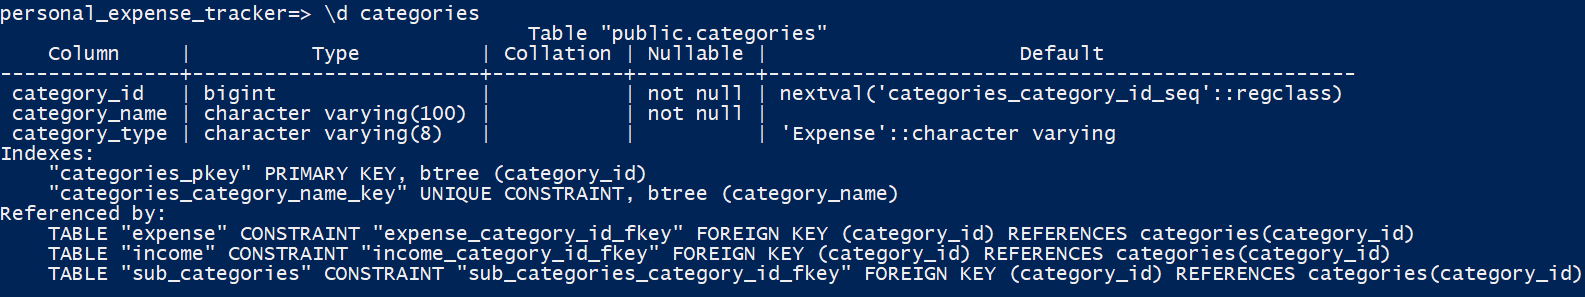 personal_expense_tracker=> \d categories
Table "public.categories"
Column | Type | Collation | Nullable | Default
---------------+------------------------+-----------+----------+--------------------------------------------------
category_id | bigint | | not null | nextval('categories_category_id_seq'::regclass)
category_name | character varying(100) | | not null |
category_type | character varying(8) | | | 'Expense'::character varying
Indexes:
"categories_pkey" PRIMARY KEY, btree (category_id)
"categories_category_name_key" UNIQUE CONSTRAINT, btree (category_name)
Referenced by:
TABLE "expense" CONSTRAINT "expense_category_id_fkey" FOREIGN KEY (category_id) REFERENCES categories(category_id)
TABLE "income" CONSTRAINT "income_category_id_fkey" FOREIGN KEY (category_id) REFERENCES categories(category_id)
TABLE "sub_categories" CONSTRAINT "sub_categories_category_id_fkey" FOREIGN KEY (category_id) REFERENCES categories(category_id)